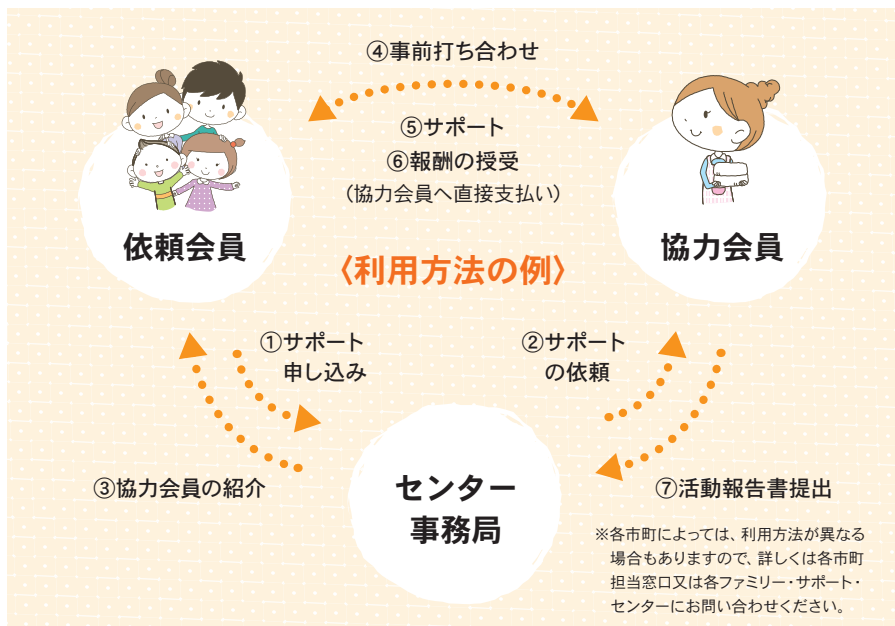 ④事前打ち合わせ
⑤サポート
⑥報酬の授受
(協力会員へ直接支払い)
依頼会員
協力会員
〈利用方法の例〉
①サポート
申し込み
②サポート
の依頼
③協力会員の紹介
センター
事務局
⑦活動報告書提出
※各市町によっては、利用方法が異なる
場合もありますので、詳しくは各市町
担当窓口又は各ファミリー・サポート・
センターにお問い合わせください。